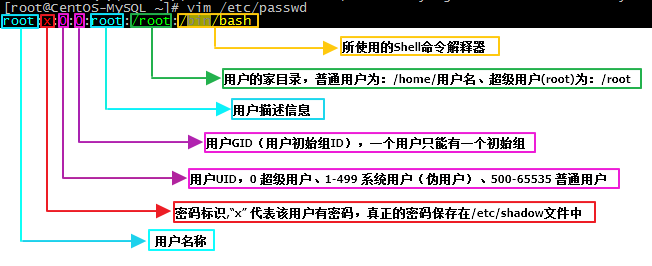 [root@CentOS-MySQL ~]# vim /etc/passwd
root:x:0:0:root:/root:/bin/bash
所使用的Shell命令解释器
用户的家目录，普通用户为：/home/用户名、超级用户(root)为：/root
用户描述信息
用户GID（用户初始组ID），一个用户只能有一个初始组
用户UID，0 超级用户、1-499 系统用户（伪用户）、500-65535 普通用户
密码标识,“x” 代表该用户有密码，真正的密码保存在/etc/shadow文件中
用户名称